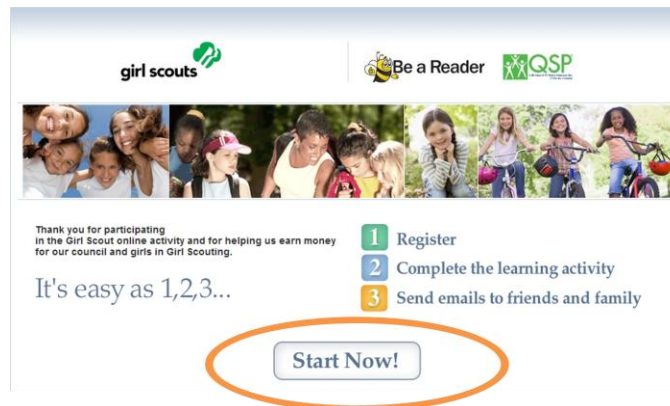 girl scouts
Be a Reader
QSP
Thank you for participating
in the Girl Scout online activity and for helping us earn money
for our council and girls in Girl Scouting.
It's easy as 1,2,3...
1 Register
2 Complete the learning activity
3 Send emails to friends and family
Start Now!